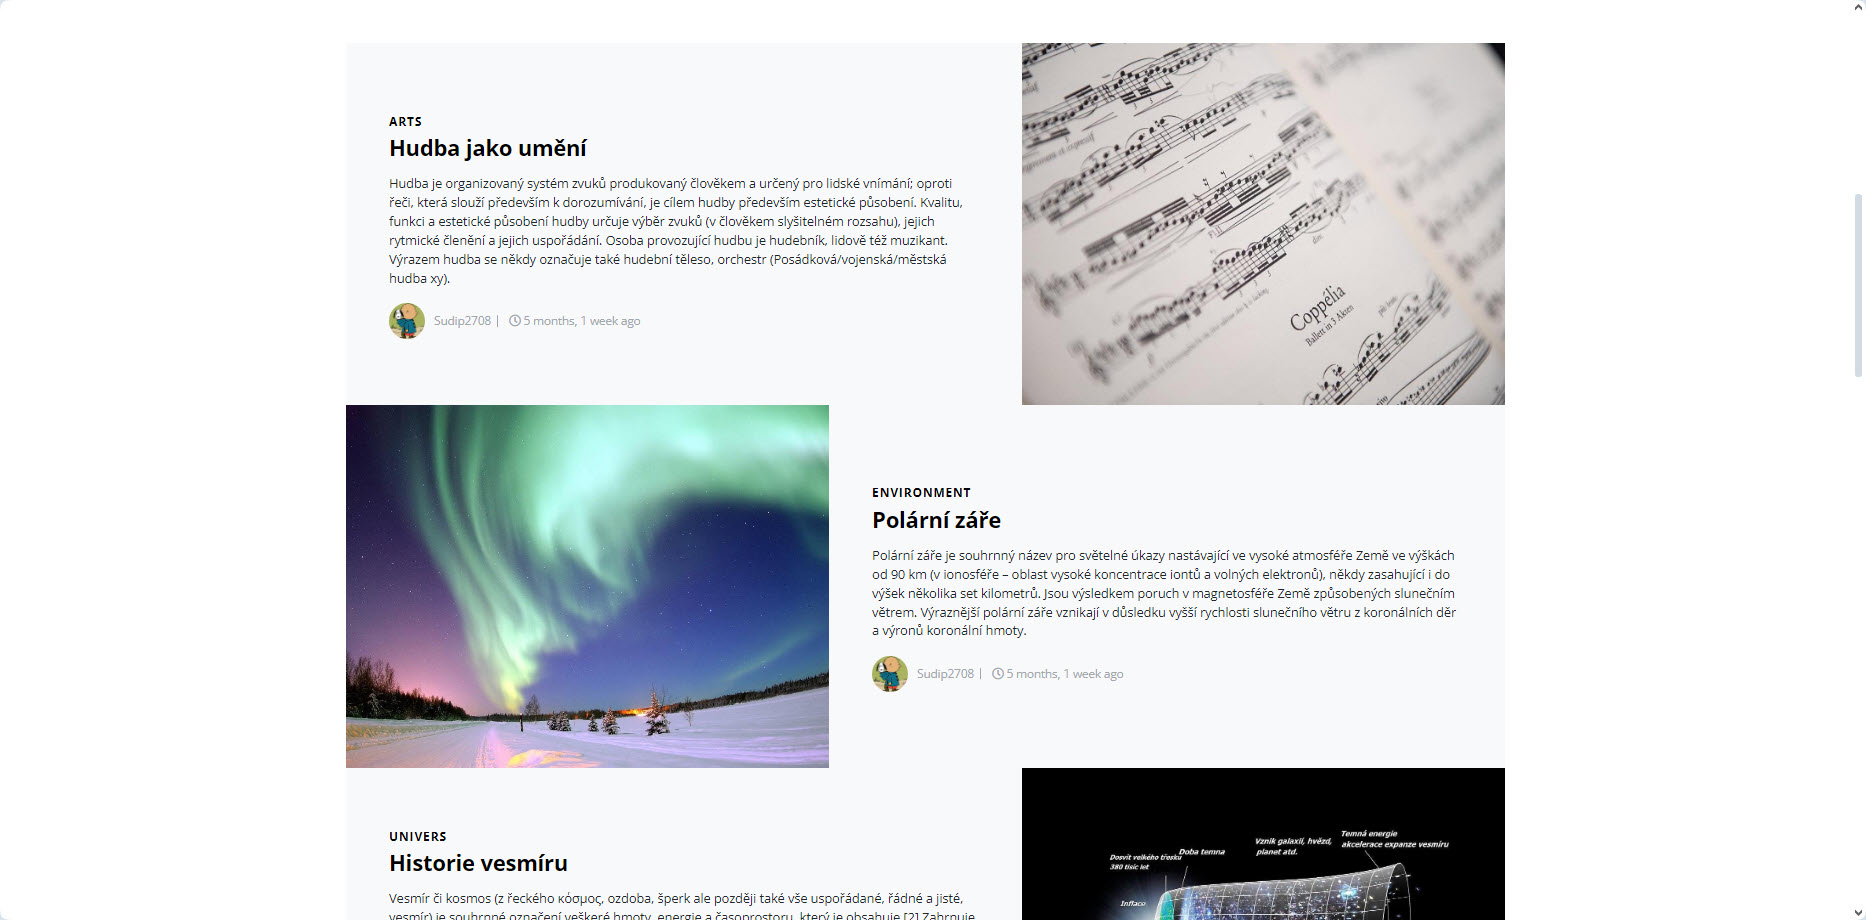 ARTS
Hudba jako umění
Hudba je organizovaný systém zvuků produkovaný člověkem a určený pro lidské vnímání; oproti
řeči, která slouží především k dorozumívání, je cílem hudby především estetické působení. Kvalitu,
funkci a estetické působení hudby určuje výběr zvuků (v člověkem slyšitelném rozsahu), jejich
rytmické členění a jejich uspořádání. Osoba provozující hudbu je hudebník, lidově též muzikant.
Výrazem hudba se někdy označuje také hudební těleso, orchestr (Posádková/vojenská/městská
hudba xy).
Sudip2708 | 5 months, 1 week ago
Coppélia
Ballett in 3 Akten
ENVIRONMENT
Polární záře
Polární záře je souhrnný název pro světelné úkazy nastávající ve vysoké atmosféře Země ve výškách
od 90 km (v ionosféře – oblast vysoké koncentrace iontů a volných elektronů), někdy zasahující i do
výšek několika set kilometrů. Jsou výsledkem poruch v magnetosféře Země způsobených slunečním
větrem. Výraznější polární záře vznikají v důsledku vyšší rychlosti slunečního větru z koronálních děr
a výronů koronální hmoty.
Sudip2708 | 5 months, 1 week ago
UNIVERS
Historie vesmíru
Vesmír či kosmos (z řeckého κόσμος, ozdoba, šperk ale později také vše uspořádané, řádné a jisté,
vesmír) je souhrnné označení veškeré hmoty, energie a časoprostoru, který je obsahuje.[2] Zahrnuje
Dosvit velkého třesku
380 tisíc let
Doba temna
Vznik galaxií, hvězd,
planet atd.
Temná energie
akcelerace expanze vesmíru
Inflace